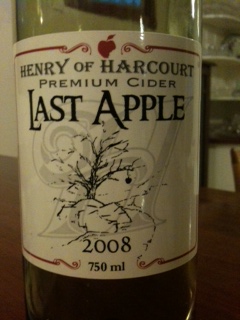 HENRY OF HARCOURT
PREMIUM CIDER
LAST APPLE
2008
750 ml